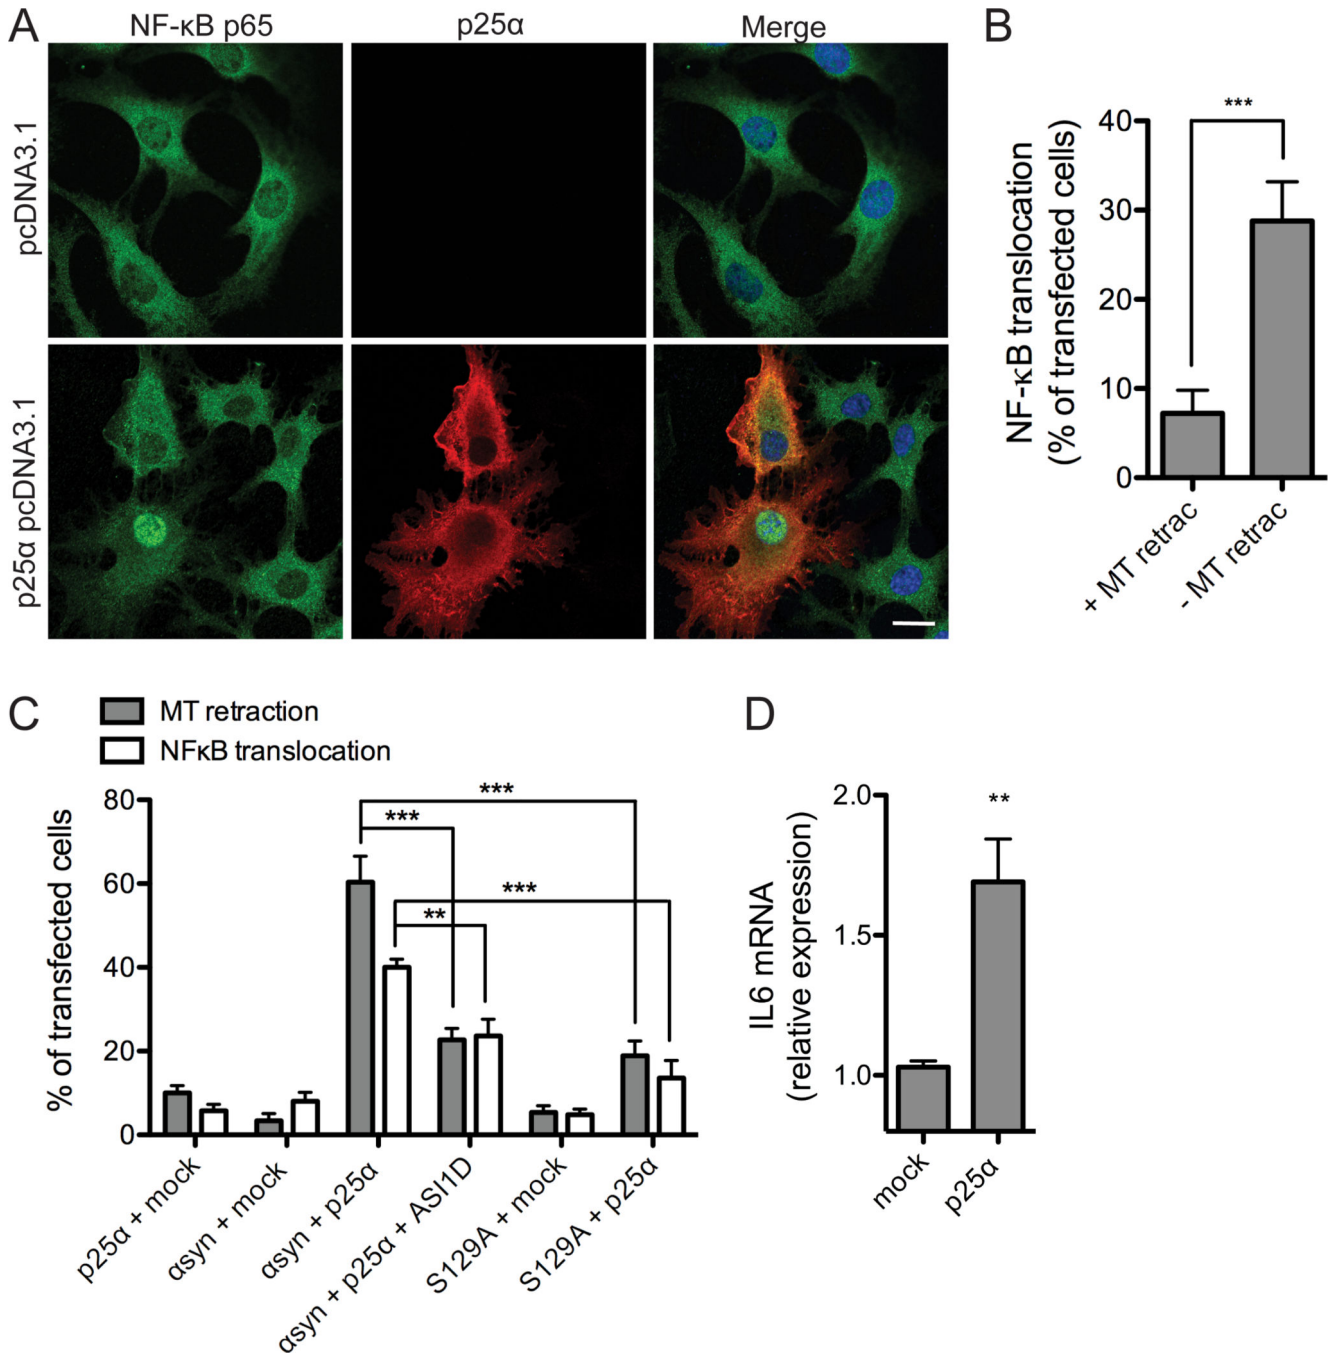 A
NF-κB p65
p25α
Merge
pcDNA3.1
p25α pcDNA3.1
B
NF-κB translocation
(% of transfected cells)
40
30
20
10
0
***
+ MT retrac
- MT retrac
C
MT retraction
NFκB translocation
% of transfected cells
80
60
40
20
0
***
***
***
**
p25α + mock
αsyn + mock
αsyn + p25α
αsyn + p25α + ASI1D
S129A + mock
S129A + p25α
D
IL6 mRNA
(relative expression)
2.0
1.5
1.0
**
mock
p25α